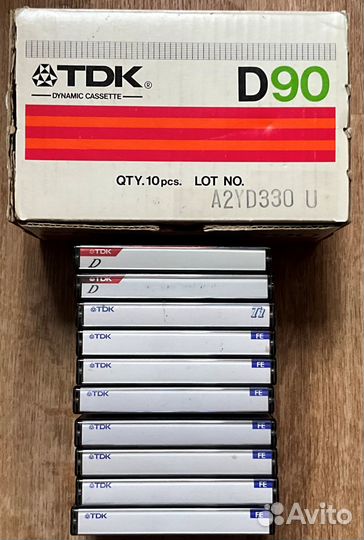 TDK® D90
DYNAMIC CASSETTE
QTY. 10 pcs. LOT NO.
A2YD330 U
TDK
D
TDK
D
TDK
TDK FE
TDK FE
TDK FE
TDK FE
TDK FE
TDK FE
TDK FE
Avito